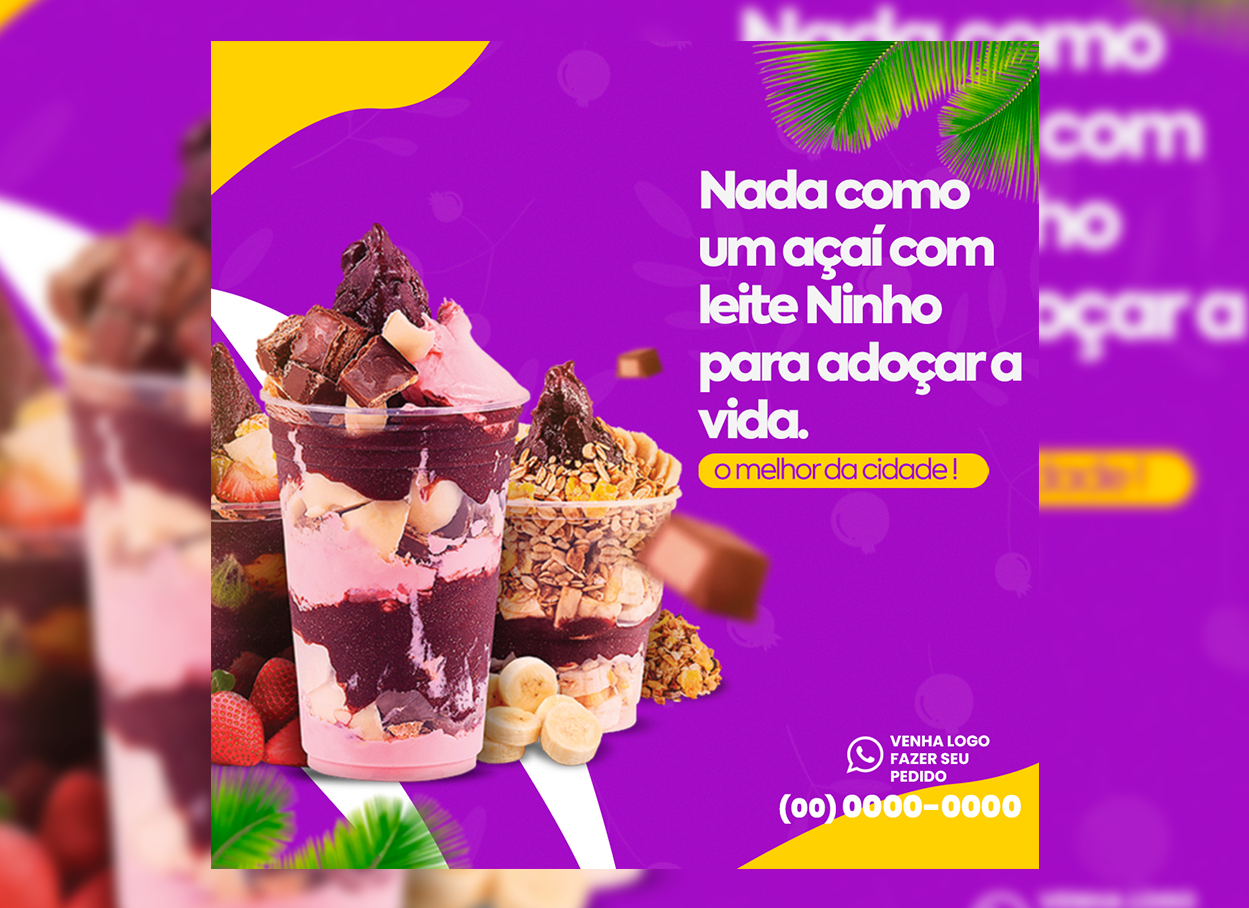 Nada como
um açaí com
leite Ninho
para adoçar a
vida.
o melhor da cidade !
VENHA LOGO
FAZER SEU
PEDIDO
(00) 0000-0000